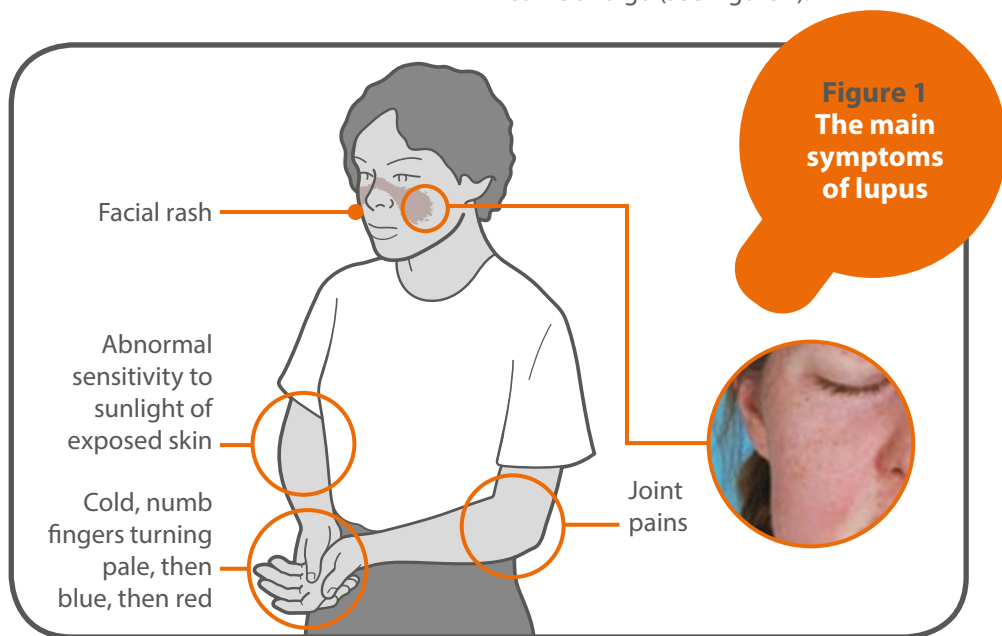 Figure 1
The main
symptoms
of lupus
Facial rash
Abnormal
sensitivity to
sunlight of
exposed skin
Cold, numb
fingers turning
pale, then
blue, then red
Joint
pains